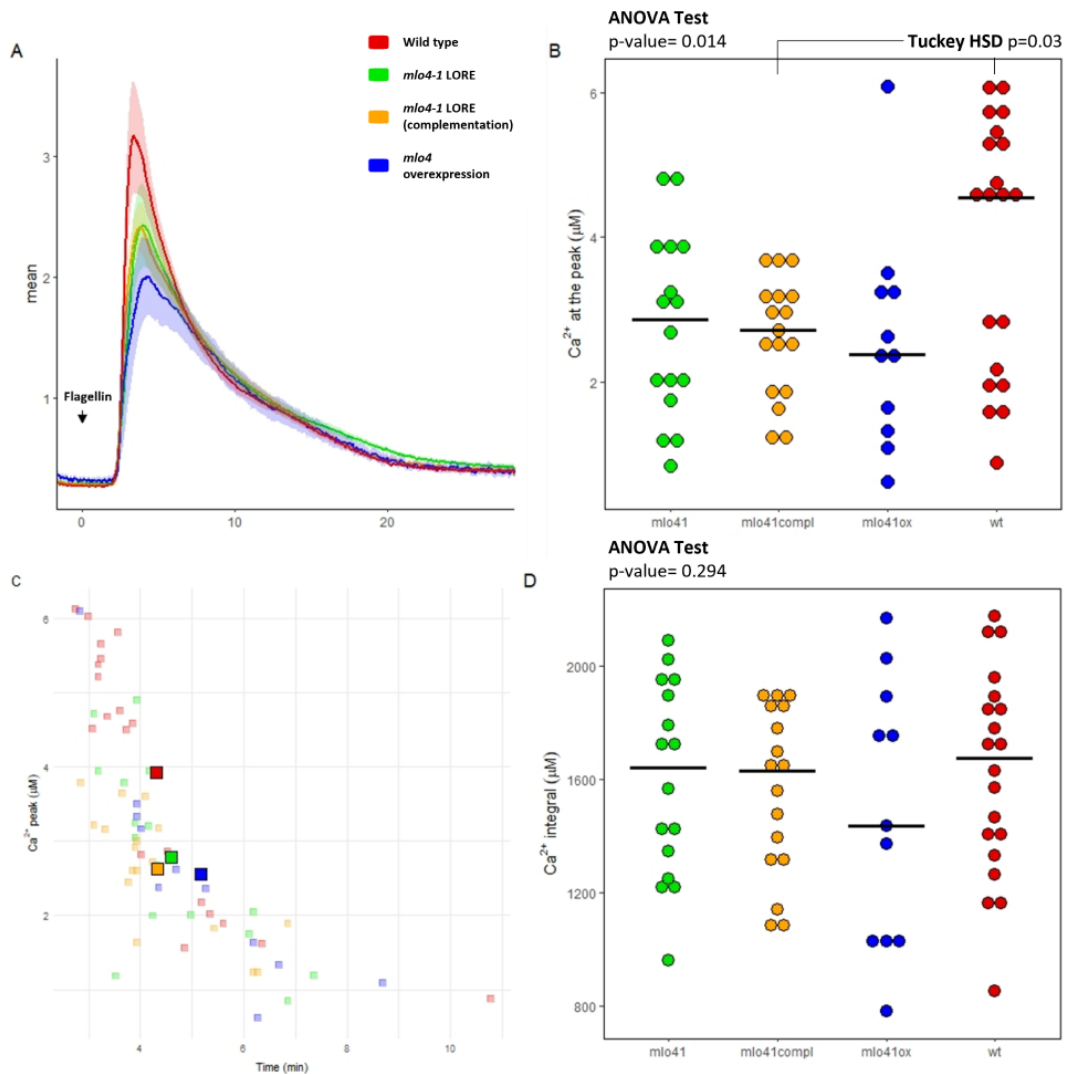 A
Wild type
mlo4-1 LORE
mlo4-1 LORE
(complementation)
mlo4
overexpression
3
2
1
mean
Flagellin
0
10
20
ANOVA Test
p-value= 0.014
Tuckey HSD p=0.03
B
6
4
2
Ca2+ at the peak (μM)
mlo41
mlo41compl
mlo41ox
wt
C
6
4
2
Ca2+ peak (μM)
4
6
8
10
Time (min)
ANOVA Test
p-value= 0.294
D
2000
1600
1200
800
Ca2+ integral (μM)
mlo41
mlo41compl
mlo41ox
wt